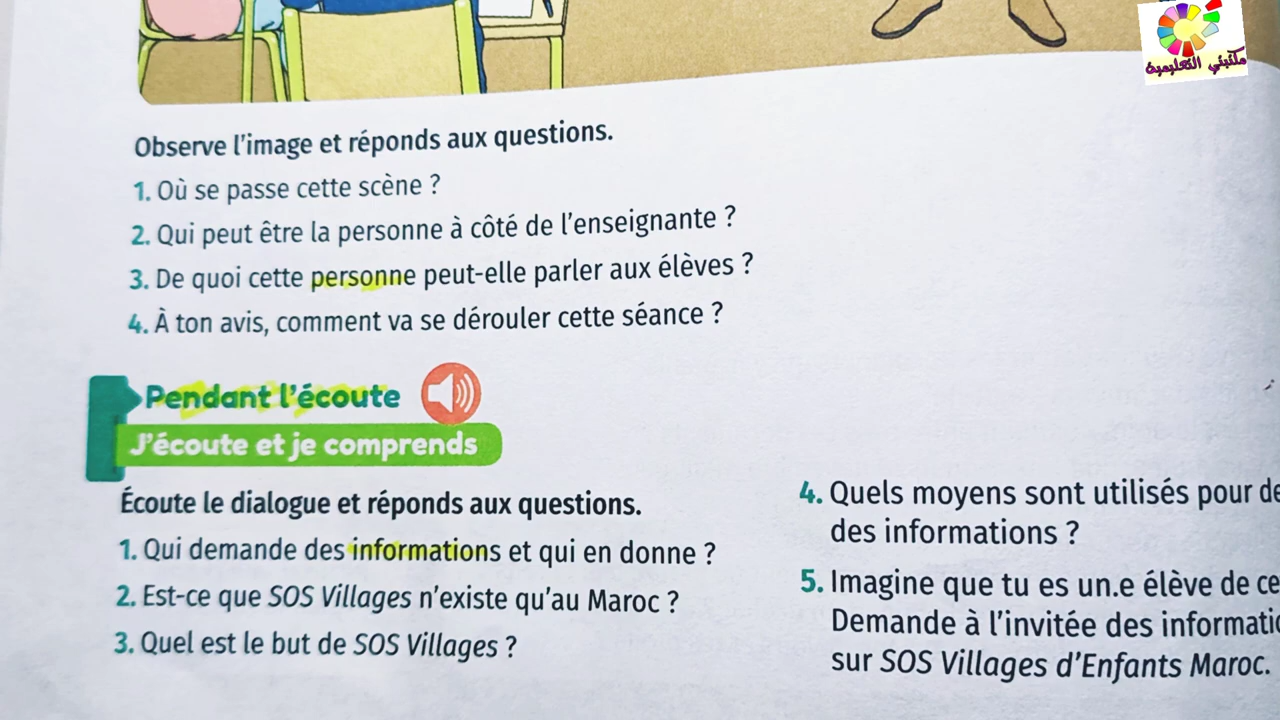 مكتبتي التعليمية
Observe l'image et réponds aux questions.
1. Où se passe cette scène ?
2. Qui peut être la personne à côté de l'enseignante ?
3. De quoi cette personne peut-elle parler aux élèves ?
4. À ton avis, comment va se dérouler cette séance ?
Pendant l'écoute
J'écoute et je comprends
Écoute le dialogue et réponds aux questions.
1. Qui demande des informations et qui en donne ?
2. Est-ce que SOS Villages n'existe qu'au Maroc ?
3. Quel est le but de SOS Villages ?
4. Quels moyens sont utilisés pour de
des informations ?
5. Imagine que tu es un.e élève de ce
Demande à l'invitée des informatio
sur SOS Villages d'Enfants Maroc.